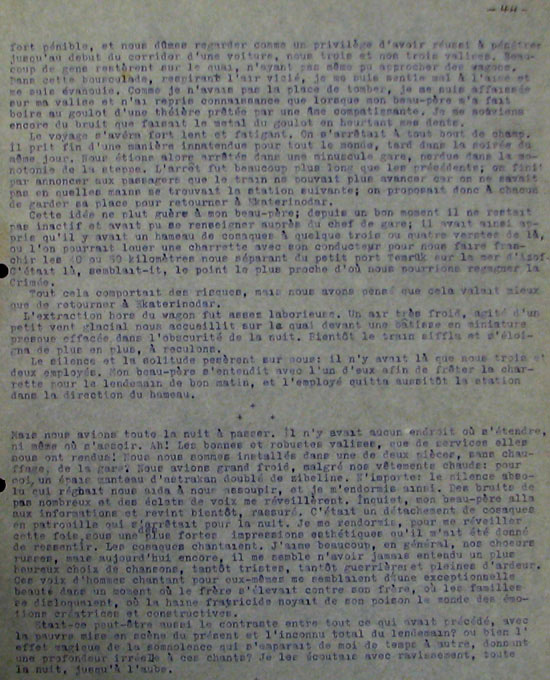 - 44 -
fort pénible, et nous dûmes regarder comme un privilège d'avoir réussi à pénétrer
jusqu'au debut du corridor d'une voiture, nous trois et nos trois valises. Beau-
coup de gens restèrent sur le quai, n'ayant pas même pu approcher des wagons.
Dans cette bousculade, respirant l'air vicié, je me suis sentie mal à l'aise et
me suis évanouie. Comme je n'avais pas la place de tomber, je me suis affaissée
sur ma valise et n'ai repris connaissance que lorsque mon beau-père m'a fait
boire au goulot d'une théière prêtée par une âme compatissante. Je me souviens
encore du bruit que faisait le métal du goulot en heurtant mes dents.
Le voyage s'avéra fort lent et fatigant. On s'arrêtait à tout bout de champ.
Il prit fin d'une manière innatendue pour tout le monde, tard dans la soirée du
même jour. Nous étions alors arrêtés dans une minuscule gare, perdue dans la mo-
notonie de la steppe. L'arrêt fut beaucoup plus long que les précédents; on finit
par annoncer aux passagers que le train ne pouvait plus avancer car on ne savait
pas en quelles mains se trouvait la station suivante; on proposait donc à chacun
de garder sa place pour retourner à Ekaterinodar.
Cette idée ne plut guère à mon beau-père; depuis un bon moment il ne restait
pas inactif et avait pu se renseigner auprès du chef de gare; il avait ainsi ap-
pris qu'il y avait un hameau de cosaques à quelques trois ou quatre verstes de là,
ou l'on pourrait louer une charrette avec son conducteur pour nous faire fran-
chir les 40 ou 50 kilomètres nous séparant du petit port Temrük sur la mer d'Azof
C'était là, semblait-it, le point le plus proche d'où nous pourrions regagner la
Crimée.
Tout cela comportait des risques, mais nous avons pensé que cela valait mieux
que de retourner à Ekaterinodar.
L'extraction hors du wagon fut assez laborieuse. Un air très froid, agité d'un
petit vent glacial nous accueillit sur le quai devant une bâtisse en miniature
presque effacée dans l'obscurité de la nuit. Bientôt le train siffla et s'éloi-
gna de plus en plus, à reculons.
Le silence et la solitude pesèrent sur nous: il n'y avait là que nous trois et
deux employés. Mon beau-père s'entendit avec l'un d'eux afin de frêter la char-
rette pour le lendemain de bon matin, et l'employé quitta aussitôt la station
dans la direction du hameau.
+
+ +
Mais nous avions toute la nuit à passer. Il n'y avait aucun endroit où s'étendre,
ni même où s'assoir. Ah! Les bonnes et robustes valises, que de services elles
nous ont rendus! Nous nous sommes installés dans une de deux pièces, sans chau-
ffage, de la gare. Nous avions grand froid, malgré nos vêtements chauds: pour
moi, un épais manteau d'astrakan doublé de zibeline. N'importe: le silence abso-
lu qui régnait nous aida à nous assoupir, et je m'endormis ainsi. Des bruits de
pas nombreux et des éclats de voix me réveillèrent. Inquiet, mon beau-père alla
aux informations et revint bientôt, rassuré. C'était un détachement de cosaques
en patrouille qui s'arrêtait pour la nuit. Je me rendormis, pour me réveiller
cette fois sous une des plus fortes impressions esthétiques qu'il m'ait été donné
de ressentir. Les cosaques chantaient. J'aime beaucoup, en général, nos choeurs
russes, mais aujourd'hui encore, il me semble n'avoir jamais entendu un plus
heureux choix de chansons, tantôt tristes, tantôt guerrières et pleines d'ardeur.
Ces voix d'hommes chantant pour eux-mêmes me semblaient d'une exceptionnelle
beauté dans un moment où le frère s'élevait contre son frère, où les familles
se disloquaient, où la haine fratricide noyait de son poison le monde des émo-
tions créatrices et constructives.
Etait-ce peut-être aussi le contraste entre tout ce qui avait précédé, avec
la pauvre mise en scène du présent et l'inconnu total du lendemain? ou bien l'
effet magique de la somnolence qui s'emparait de moi de temps à autre, donnant
une profondeur irréelle à ces chants? Je les écoutais avec ravissement, toute
la nuit, jusqu'à l'aube.